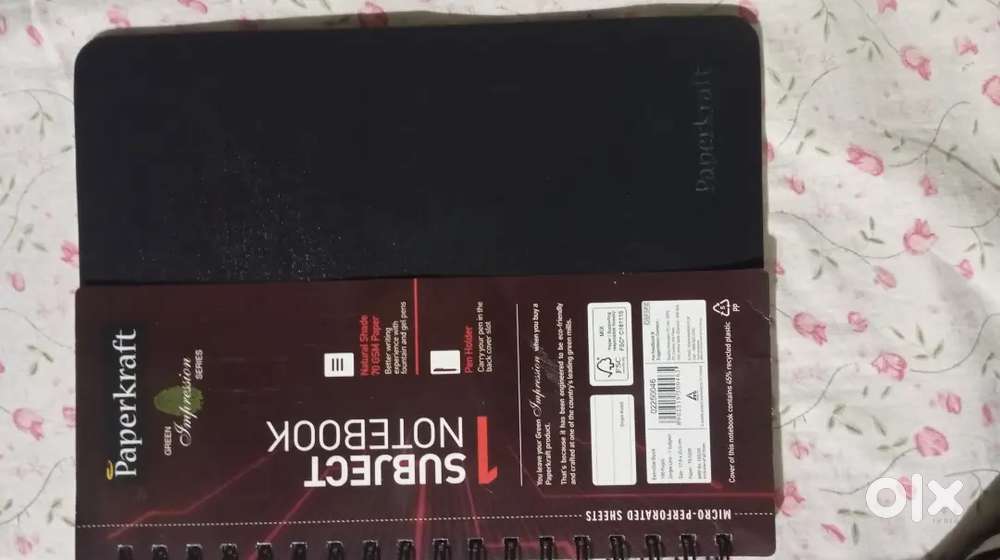 Paperkraft
Paperkraft
GREEN
Impression
SERIES
1
SUBJECT
NOTEBOOK
Natural Shade
70 GSM Paper
Better writing
experience with
fountain and gel pens
Pen Holder
Carry your pen in the
back cover slot
You leave your Green Impression when you buy a
Paperkraft product.
That's because it has been engineered to be eco-friendly
and crafted at one of the country's leading green mills.
FSC
MIX
02250046
5
PP
Cover of this notebook contains 45% recycled plastic
MICRO-PERFORATED SHEETS
olx